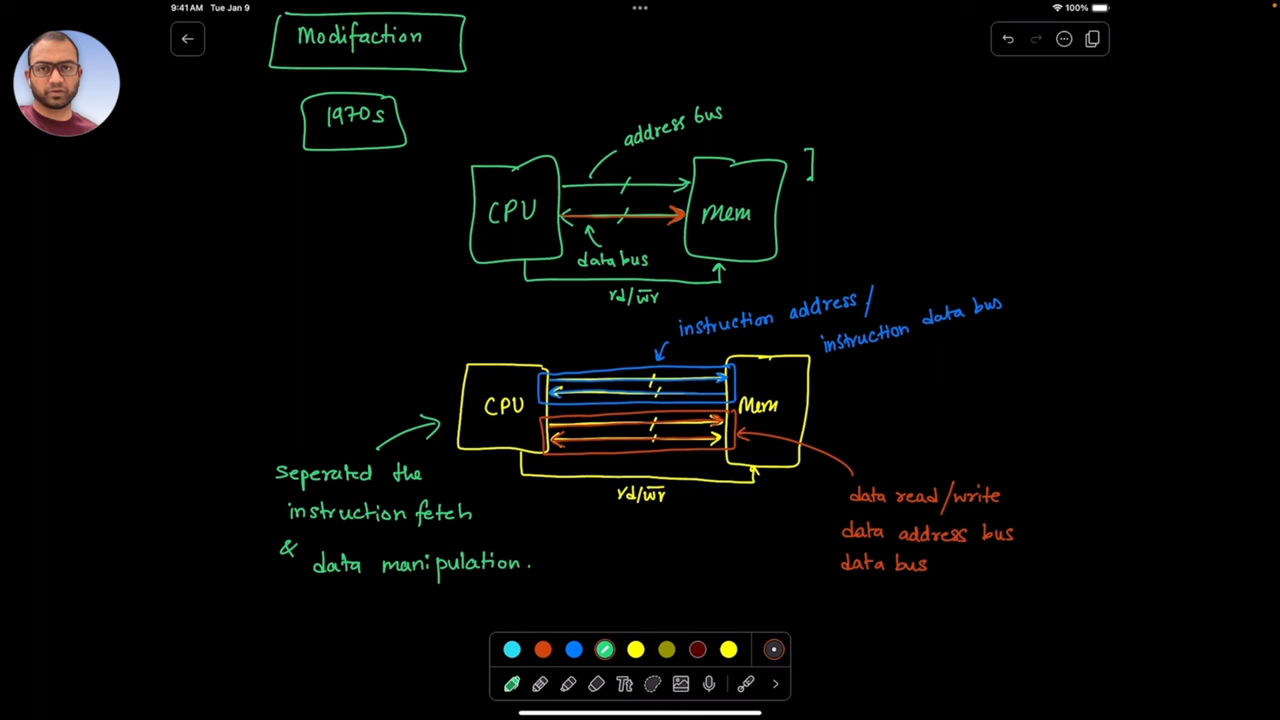 9:41 AM Tue Jan 9
100%
Modifaction
1970s
address bus
CPU
Mem
data bus
rd/w̅r̅
instruction address/
instruction data bus
CPU
Mem
rd/w̅r̅
seperated the
instruction fetch
& data manipulation.
data read/write
data address bus
data bus
Tt